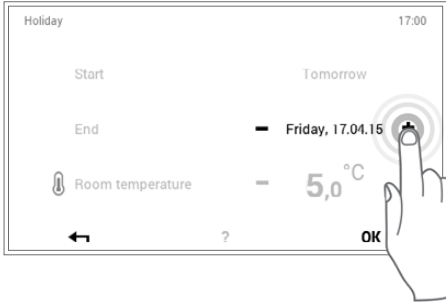 Holiday 17:00
Start Tomorrow
End - Friday, 17.04.15 +
Room temperature - 5,0°C
? OK